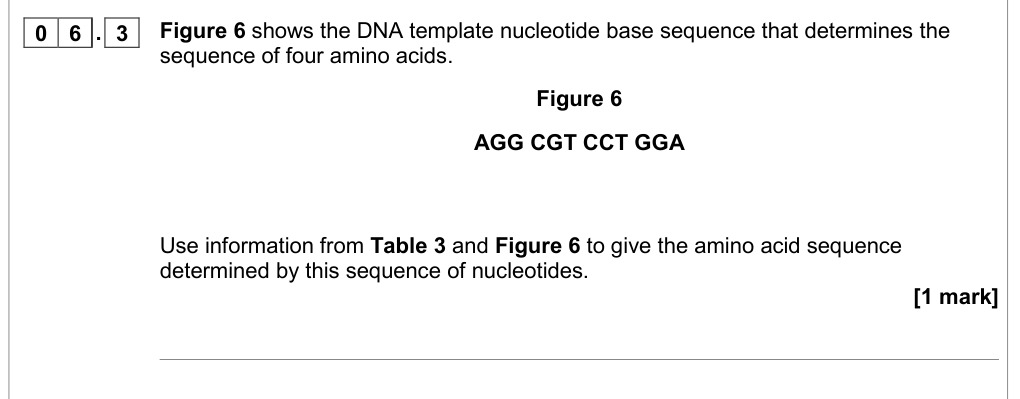 0 6 . 3 Figure 6 shows the DNA template nucleotide base sequence that determines the
sequence of four amino acids.
Figure 6
AGG CGT CCT GGA
Use information from Table 3 and Figure 6 to give the amino acid sequence
determined by this sequence of nucleotides.
[1 mark]